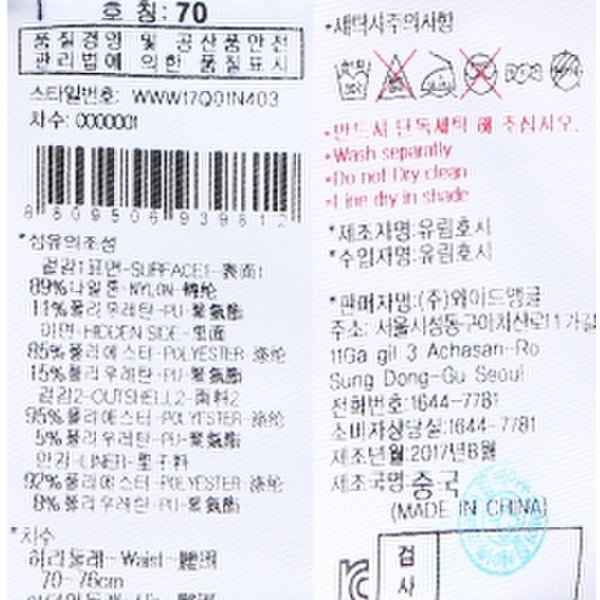 호 칭: 70
품질경영 및 공산품안전
관리법에 의한 품질표시
스타일번호: WWW17Q01N403
차수: 0000001
8 809506 939612
*섬유의조성
겉감1표면-SURFACE1-表面1
89%나일론-NYLON-锦纶
11%폴리우레탄-PU-聚氨酯
이면-HIDDEN SIDE-里面
85%폴리에스터-POLYESTER-涤纶
15%폴리우레탄-PU-聚氨酯
겉감2-OUTSHELL2-面料2
95%폴리에스터-POLYESTER-涤纶
5%폴리우레탄-PU-聚氨酯
안감-LINER-里子料
92%폴리에스터-POLYESTER-涤纶
8%폴리우레탄-PU-聚氨酯
*치수
허리둘레-Waist-腰围
70-76cm
*세탁시주의사항
*반드시 단독세탁 해 주십시오.
*Wash separatly
*Do not Dry clean
*Line dry in shade
*제조자명:유림호시
*수입자명:유림호시
*판매자명:(주)와이드앵글
주소: 서울시성동구아차산로11가길
11Ga gil 3 Achasan-Ro
Sung Dong-Gu Seoul
전화번호:1644-7781
소비자상담실:1644-7781
제조년월:2017년8월
제조국명:중국
(MADE IN CHINA)
검
사